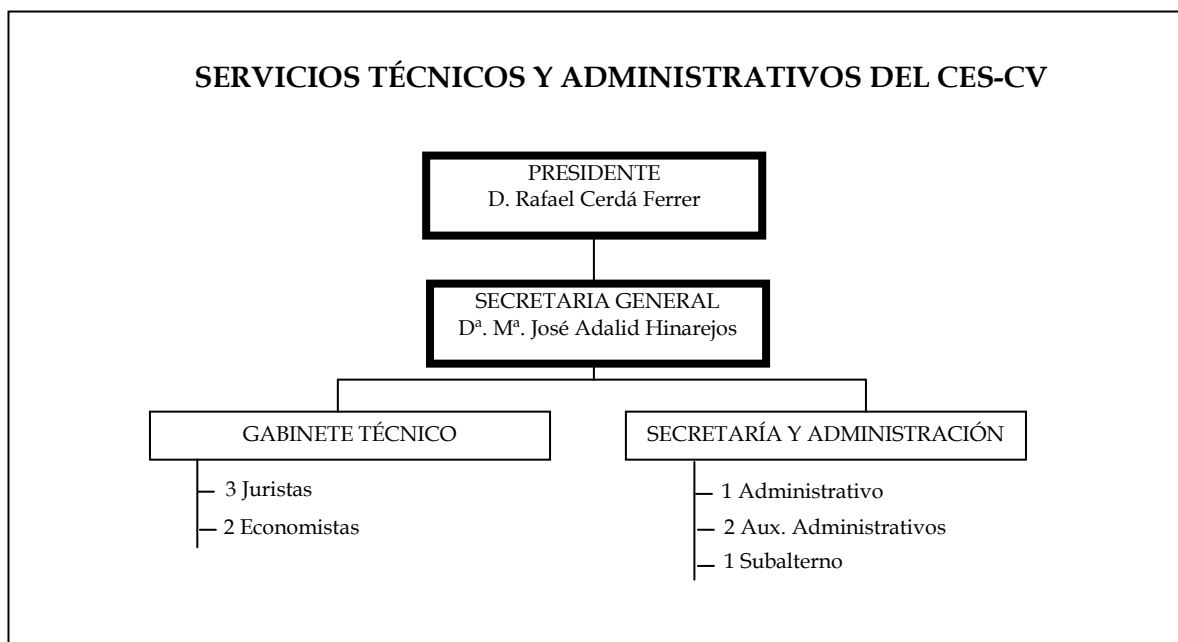 SERVICIOS TÉCNICOS Y ADMINISTRATIVOS DEL CES-CV
PRESIDENTE
D. Rafael Cerdá Ferrer
SECRETARIA GENERAL
Dª. Mª. José Adalid Hinarejos
GABINETE TÉCNICO
3 Juristas
2 Economistas
SECRETARÍA Y ADMINISTRACIÓN
1 Administrativo
2 Aux. Administrativos
1 Subalterno